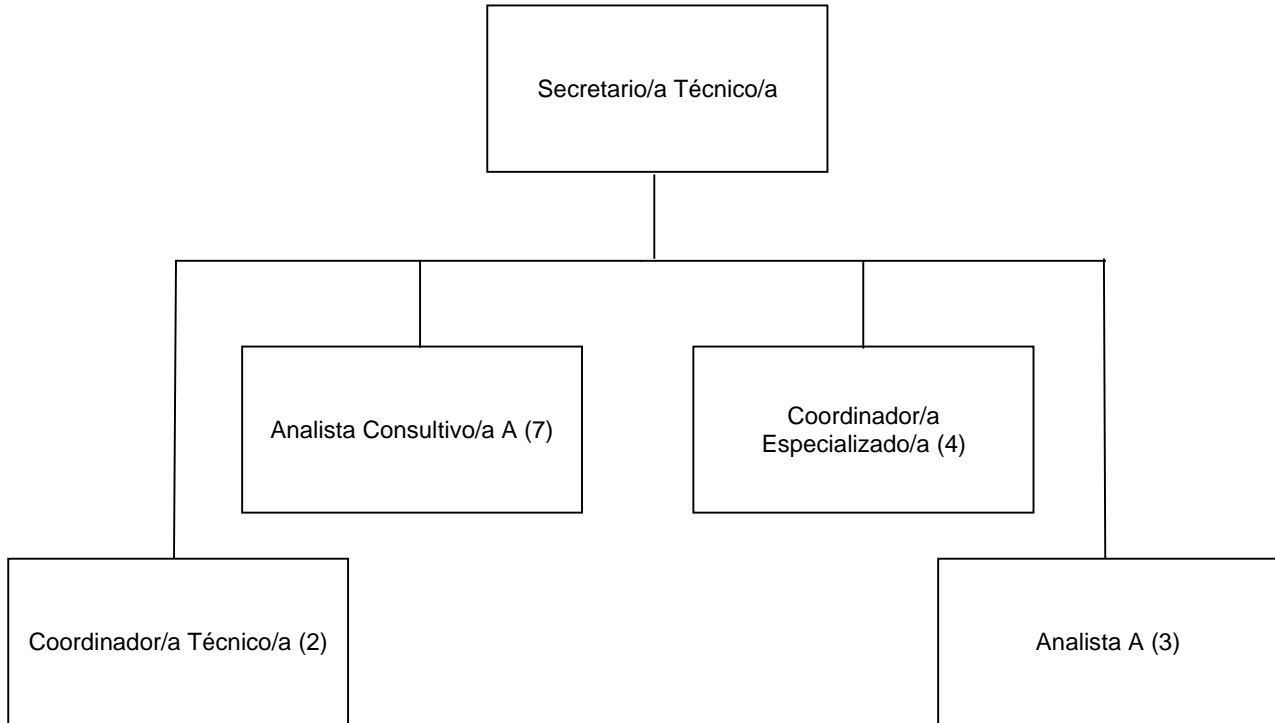 Secretario/a Técnico/a
Analista Consultivo/a A (7)
Coordinador/a
Especializado/a (4)
Coordinador/a Técnico/a (2)
Analista A (3)